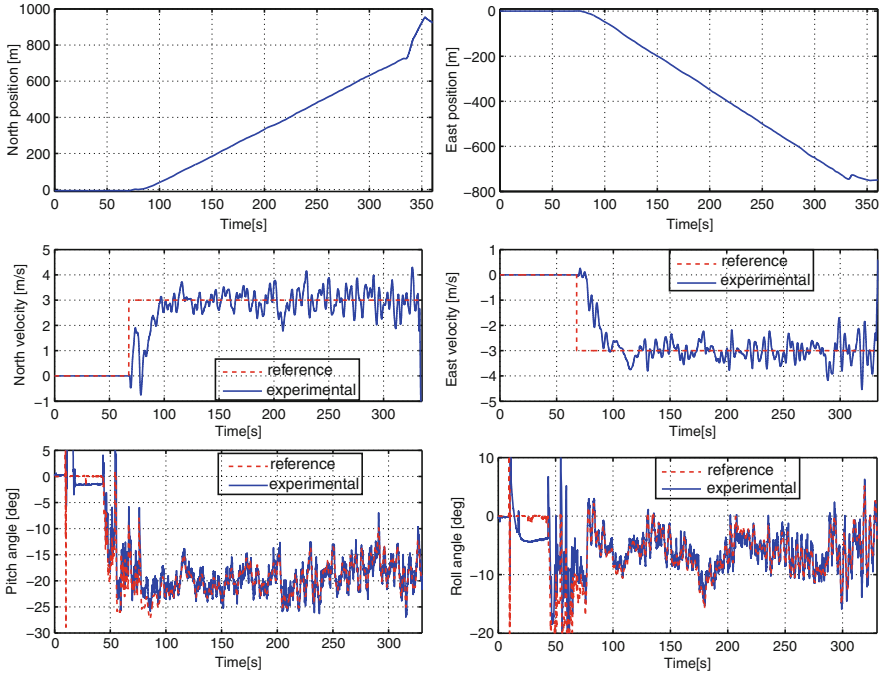 1000
800
600
400
200
0
North position [m]
0 50 100 150 200 250 300 350
Time[s]
0
−200
−400
−600
−800
East position [m]
0 50 100 150 200 250 300 350
Time[s]
5
4
3
2
1
0
−1
North velocity [m/s]
reference
experimental
0 50 100 150 200 250 300
Time[s]
1
0
−1
−2
−3
−4
−5
East velocity [m/s]
reference
experimental
0 50 100 150 200 250 300
Time[s]
5
0
−5
−10
−15
−20
−25
−30
Pitch angle [deg]
reference
experimental
0 50 100 150 200 250 300
Time[s]
10
0
−10
−20
Roll angle [deg]
reference
experimental
0 50 100 150 200 250 300
Time[s]